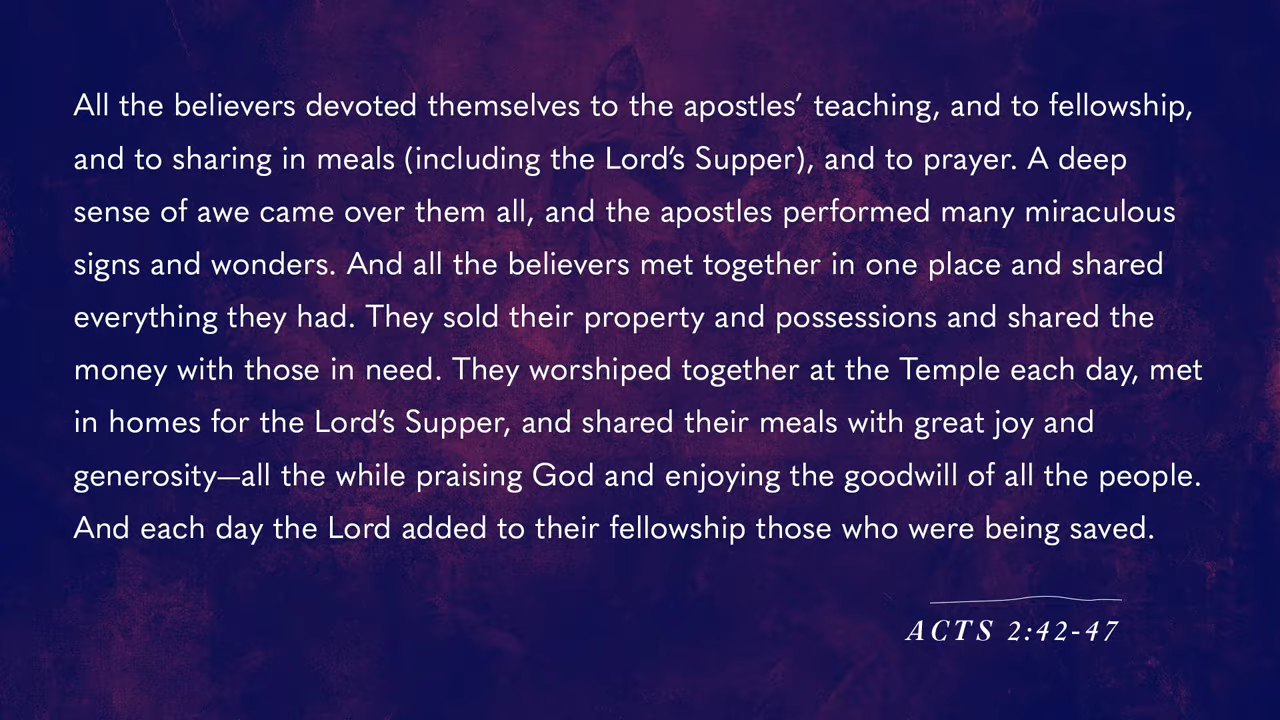 All the believers devoted themselves to the apostles’ teaching, and to fellowship,
and to sharing in meals (including the Lord’s Supper), and to prayer. A deep
sense of awe came over them all, and the apostles performed many miraculous
signs and wonders. And all the believers met together in one place and shared
everything they had. They sold their property and possessions and shared the
money with those in need. They worshiped together at the Temple each day, met
in homes for the Lord’s Supper, and shared their meals with great joy and
generosity—all the while praising God and enjoying the goodwill of all the people.
And each day the Lord added to their fellowship those who were being saved.
ACTS 2:42-47